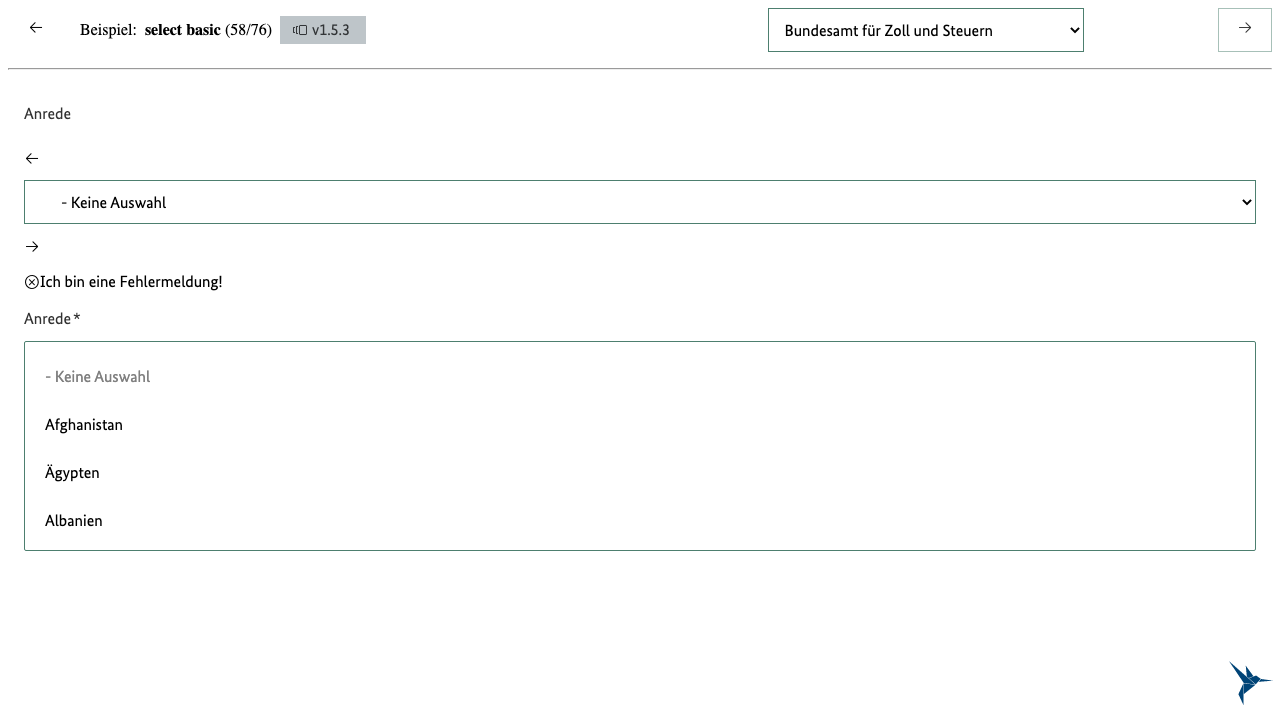 Beispiel: select basic (58/76) v1.5.3 Bundesamt für Zoll und Steuern
Anrede
- Keine Auswahl
Ich bin eine Fehlermeldung!
Anrede*
- Keine Auswahl
Afghanistan
Ägypten
Albanien